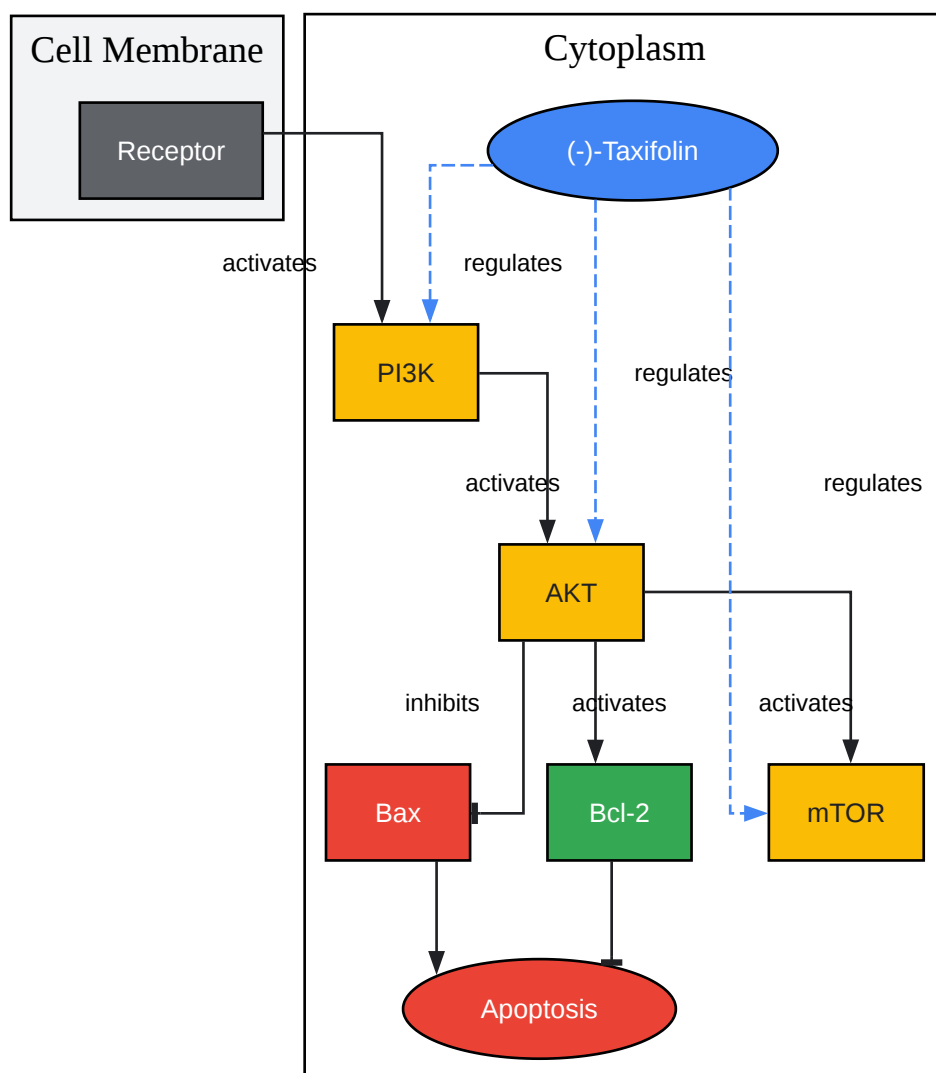 Cell Membrane
Cytoplasm
Receptor
(-)-Taxifolin
activates
regulates
PI3K
regulates
activates
regulates
AKT
inhibits
activates
activates
Bax
Bcl-2
mTOR
Apoptosis